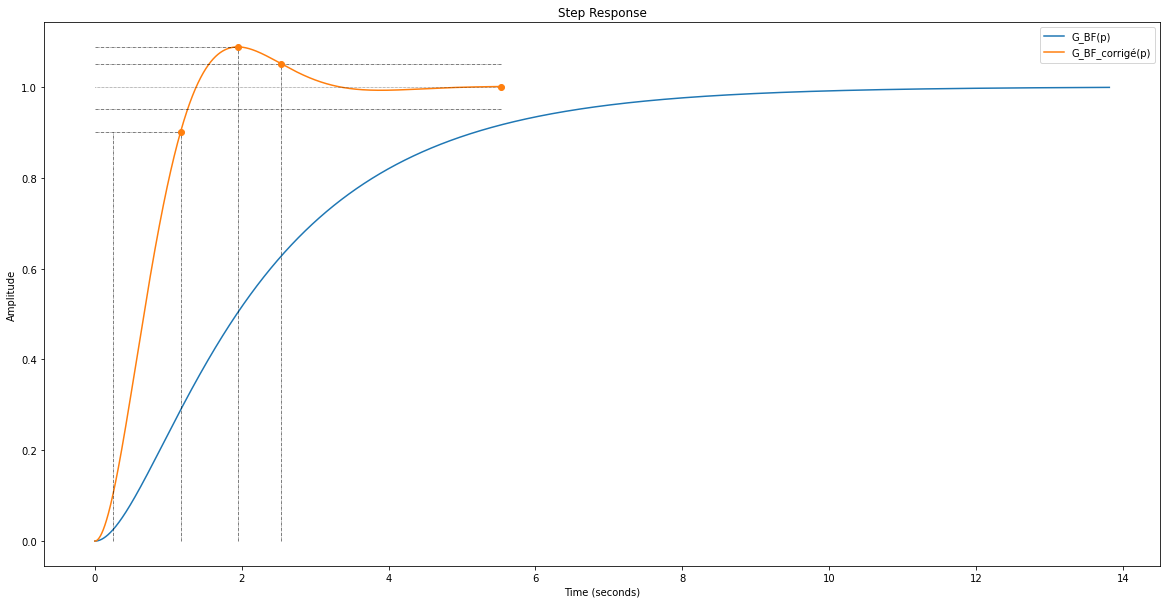 Step Response
G_BF(p)
G_BF_corrigé(p)
Amplitude
1.0
0.8
0.6
0.4
0.2
0.0
0 2 4 6 8 10 12 14
Time (seconds)